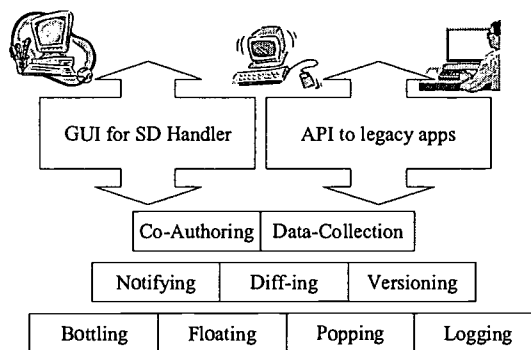 GUI for SD Handler
API to legacy apps
Co-Authoring
Data-Collection
Notifying
Diff-ing
Versioning
Bottling
Floating
Popping
Logging